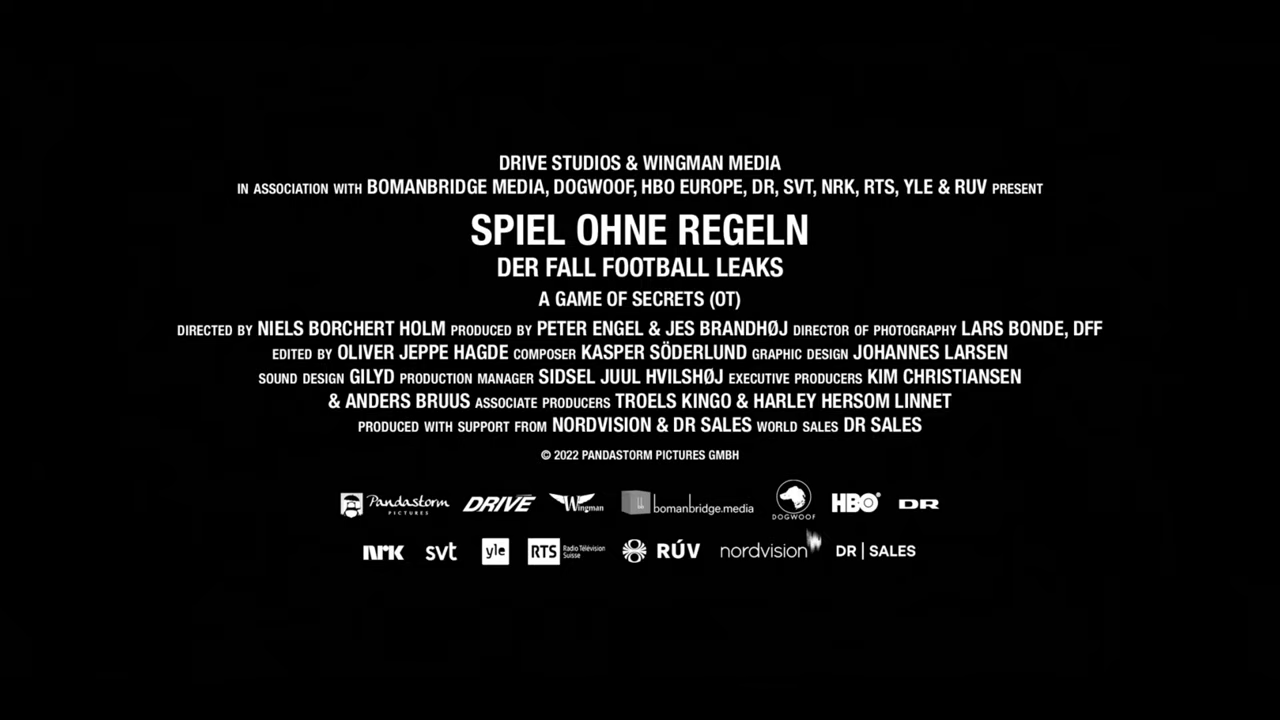 DRIVE STUDIOS & WINGMAN MEDIA
IN ASSOCIATION WITH BOMANBRIDGE MEDIA, DOGWOOF, HBO EUROPE, DR, SVT, NRK, RTS, YLE & RUV PRESENT
SPIEL OHNE REGELN
DER FALL FOOTBALL LEAKS
A GAME OF SECRETS (OT)
DIRECTED BY NIELS BORCHERT HOLM PRODUCED BY PETER ENGEL & JES BRANDHØJ DIRECTOR OF PHOTOGRAPHY LARS BONDE, DFF
EDITED BY OLIVER JEPPE HAGDE COMPOSER KASPER SÖDERLUND GRAPHIC DESIGN JOHANNES LARSEN
SOUND DESIGN GILYD PRODUCTION MANAGER SIDSEL JUUL HVILSHØJ EXECUTIVE PRODUCERS KIM CHRISTIANSEN
& ANDERS BRUUS ASSOCIATE PRODUCERS TROELS KINGO & HARLEY HERSOM LINNET
PRODUCED WITH SUPPORT FROM NORDVISION & DR SALES WORLD SALES DR SALES
© 2022 PANDASTORM PICTURES GMBH
Pandastorm PICTURES DRIVE Wingman bomanbridge.media DOGWOOF HBO® DR
nrk svt yle RTS Radio Télévision Suisse RÚV nordvision DR | SALES